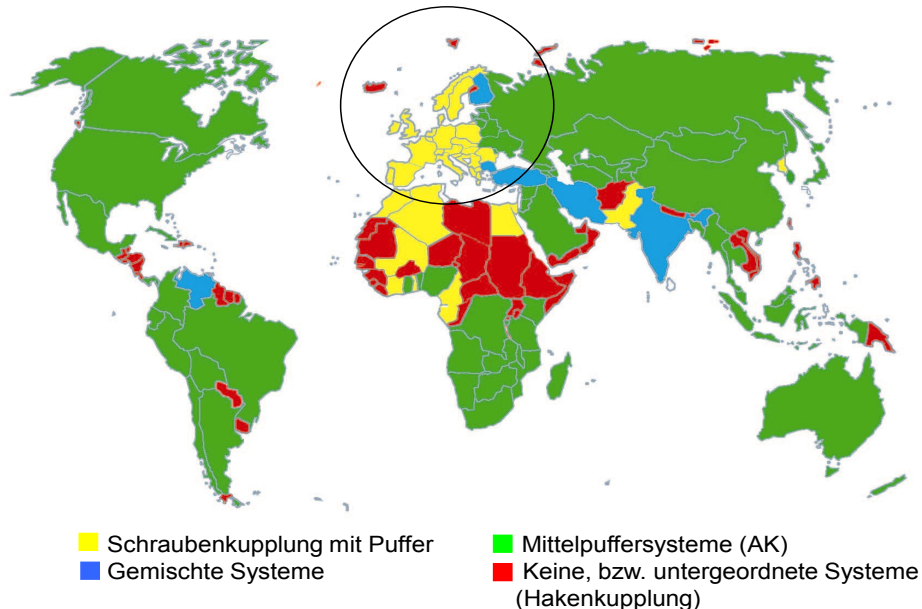 Schraubenkupplung mit Puffer
Gemischte Systeme
Mittelpuffersysteme (AK)
Keine, bzw. untergeordnete Systeme
(Hakenkupplung)